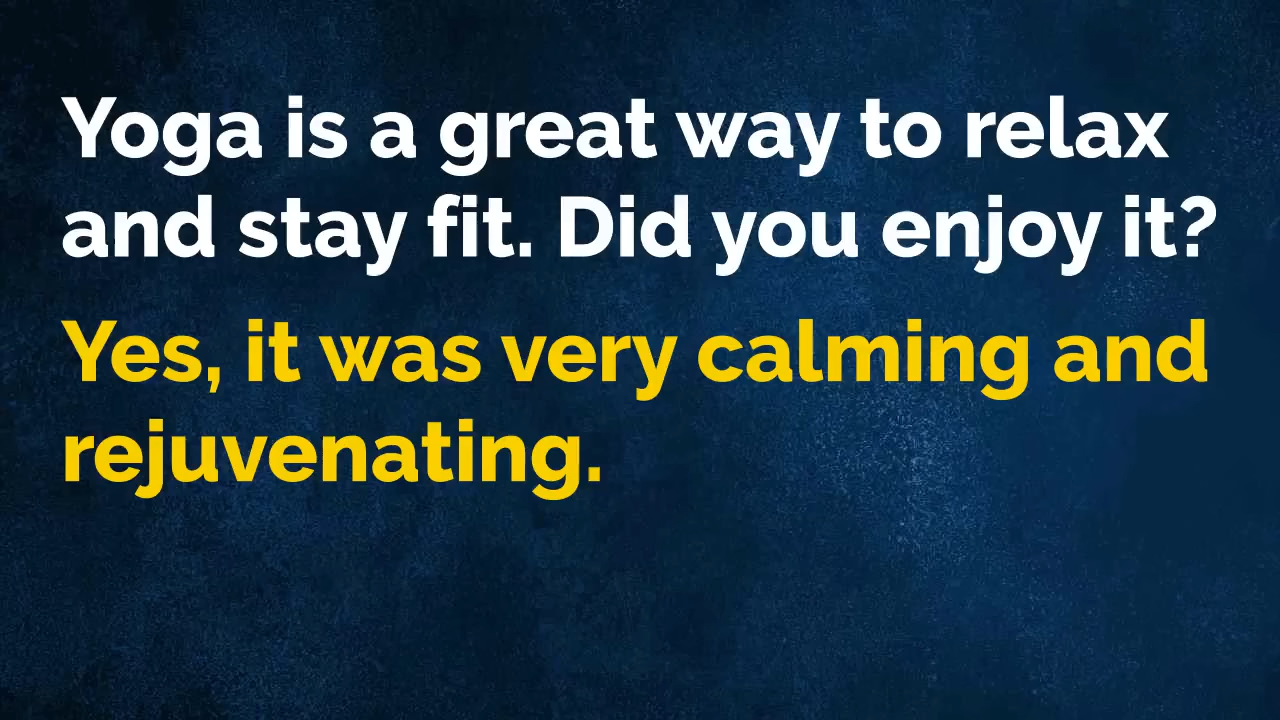 Yoga is a great way to relax
and stay fit. Did you enjoy it?
Yes, it was very calming and
rejuvenating.